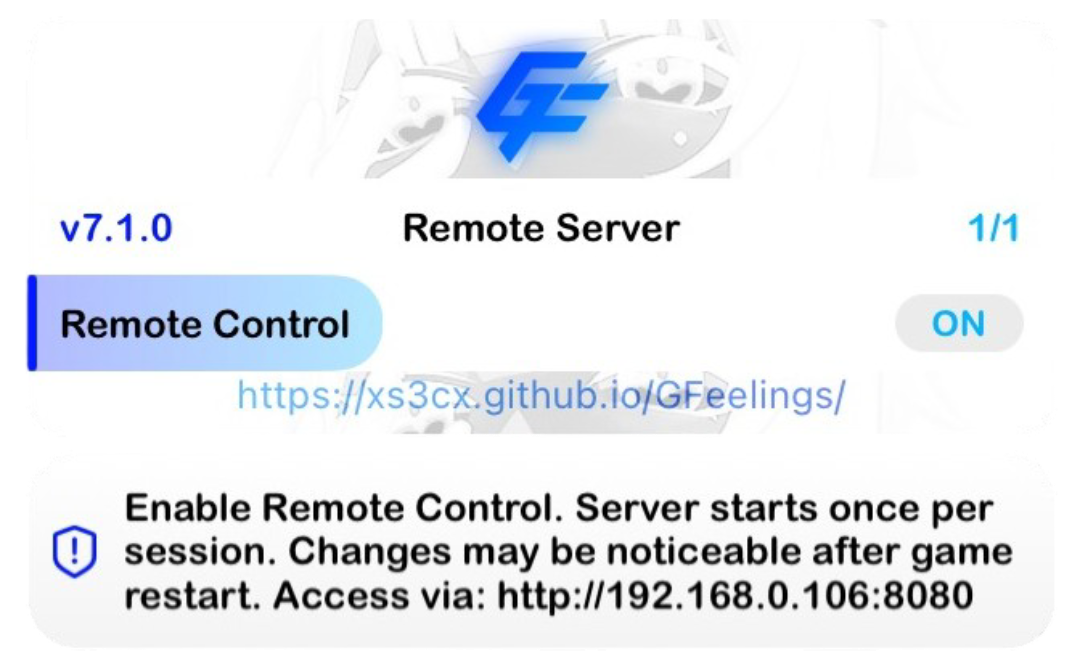 GF
v7.1.0 Remote Server 1/1
Remote Control ON
https://xs3cx.github.io/GFeelings/
Enable Remote Control. Server starts once per
session. Changes may be noticeable after game
restart. Access via: http://192.168.0.106:8080